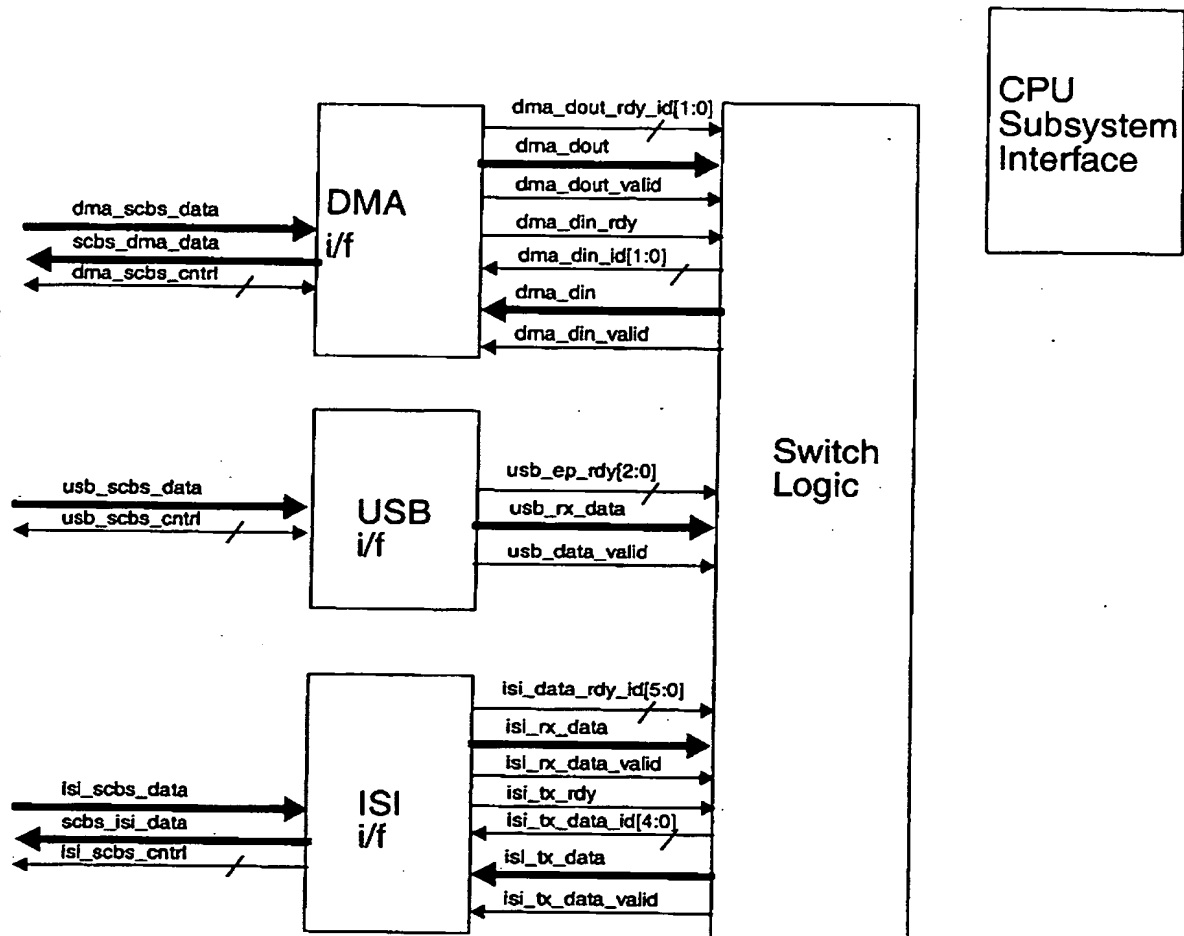 CPU
Subsystem
Interface
dma_dout_rdy_id[1:0]
dma_dout
dma_dout_valid
dma_din_rdy
dma_din_id[1:0]
dma_din
dma_din_valid
DMA
i/f
dma_scbs_data
scbs_dma_data
dma_scbs_cntrl
Switch
Logic
usb_ep_rdy[2:0]
usb_rx_data
usb_data_valid
USB
i/f
usb_scbs_data
usb_scbs_cntrl
isi_data_rdy_id[5:0]
isi_rx_data
isi_rx_data_valid
isi_tx_rdy
isi_tx_data_id[4:0]
isi_tx_data
isi_tx_data_valid
ISI
i/f
isi_scbs_data
scbs_isi_data
isi_scbs_cntrl